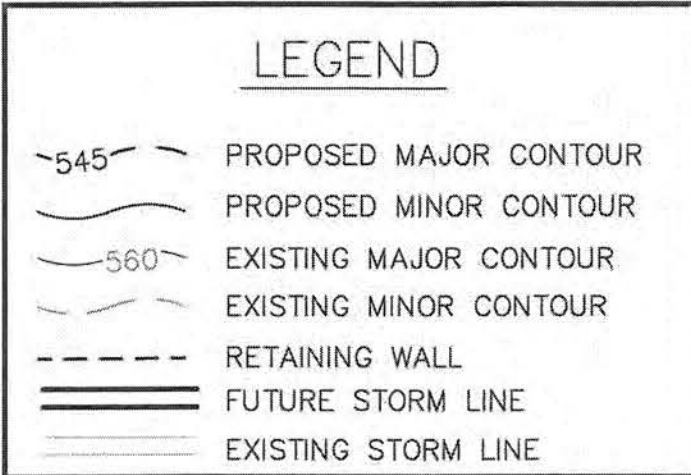 LEGEND
545 PROPOSED MAJOR CONTOUR
PROPOSED MINOR CONTOUR
560 EXISTING MAJOR CONTOUR
EXISTING MINOR CONTOUR
RETAINING WALL
FUTURE STORM LINE
EXISTING STORM LINE